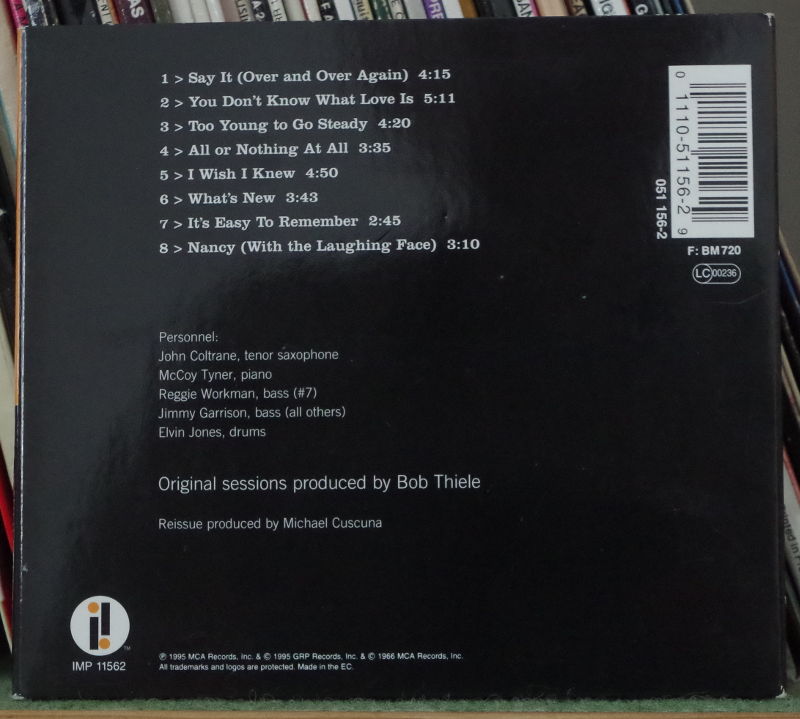 1 > Say It (Over and Over Again) 4:15
2 > You Don't Know What Love Is 5:11
3 > Too Young to Go Steady 4:20
4 > All or Nothing At All 3:35
5 > I Wish I Knew 4:50
6 > What's New 3:43
7 > It's Easy To Remember 2:45
8 > Nancy (With the Laughing Face) 3:10
0 1110-51156-2 9
051 156-2
F: BM 720
LC 00236
Personnel:
John Coltrane, tenor saxophone
McCoy Tyner, piano
Reggie Workman, bass (#7)
Jimmy Garrison, bass (all others)
Elvin Jones, drums
Original sessions produced by Bob Thiele
Reissue produced by Michael Cuscuna
i!
TM
IMP 11562
℗ 1995 MCA Records, Inc. & © 1995 GRP Records, Inc. & © 1966 MCA Records, Inc.
All trademarks and logos are protected. Made in the EC.